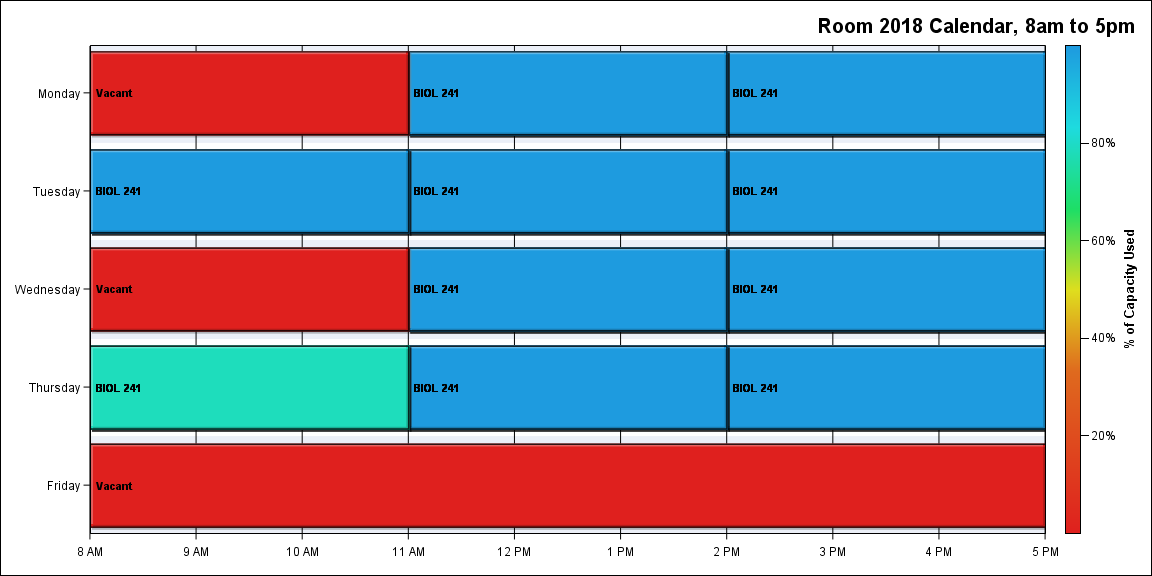 Room 2018 Calendar, 8am to 5pm
Monday
Vacant
BIOL 241
BIOL 241
Tuesday
BIOL 241
BIOL 241
BIOL 241
Wednesday
Vacant
BIOL 241
BIOL 241
Thursday
BIOL 241
BIOL 241
BIOL 241
Friday
Vacant
8 AM
9 AM
10 AM
11 AM
12 PM
1 PM
2 PM
3 PM
4 PM
5 PM
80%
60%
40%
20%
% of Capacity Used